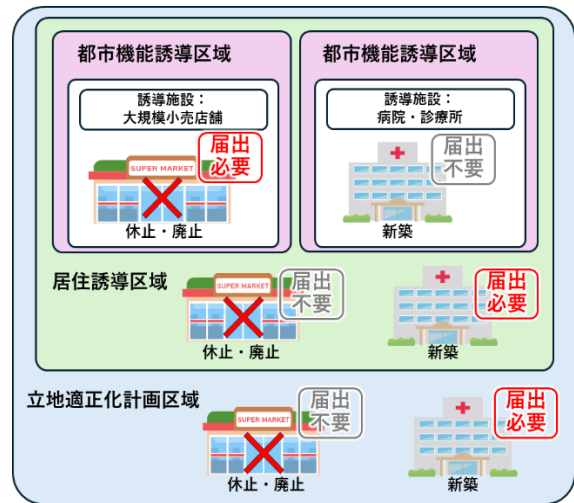 都市機能誘導区域
誘導施設：
大規模小売店舗
届出
必要
SUPER MARKET
休止・廃止
都市機能誘導区域
誘導施設：
病院・診療所
届出
不要
新築
居住誘導区域
SUPER MARKET
届出
不要
休止・廃止
届出
必要
新築
立地適正化計画区域
SUPER MARKET
届出
不要
休止・廃止
届出
必要
新築